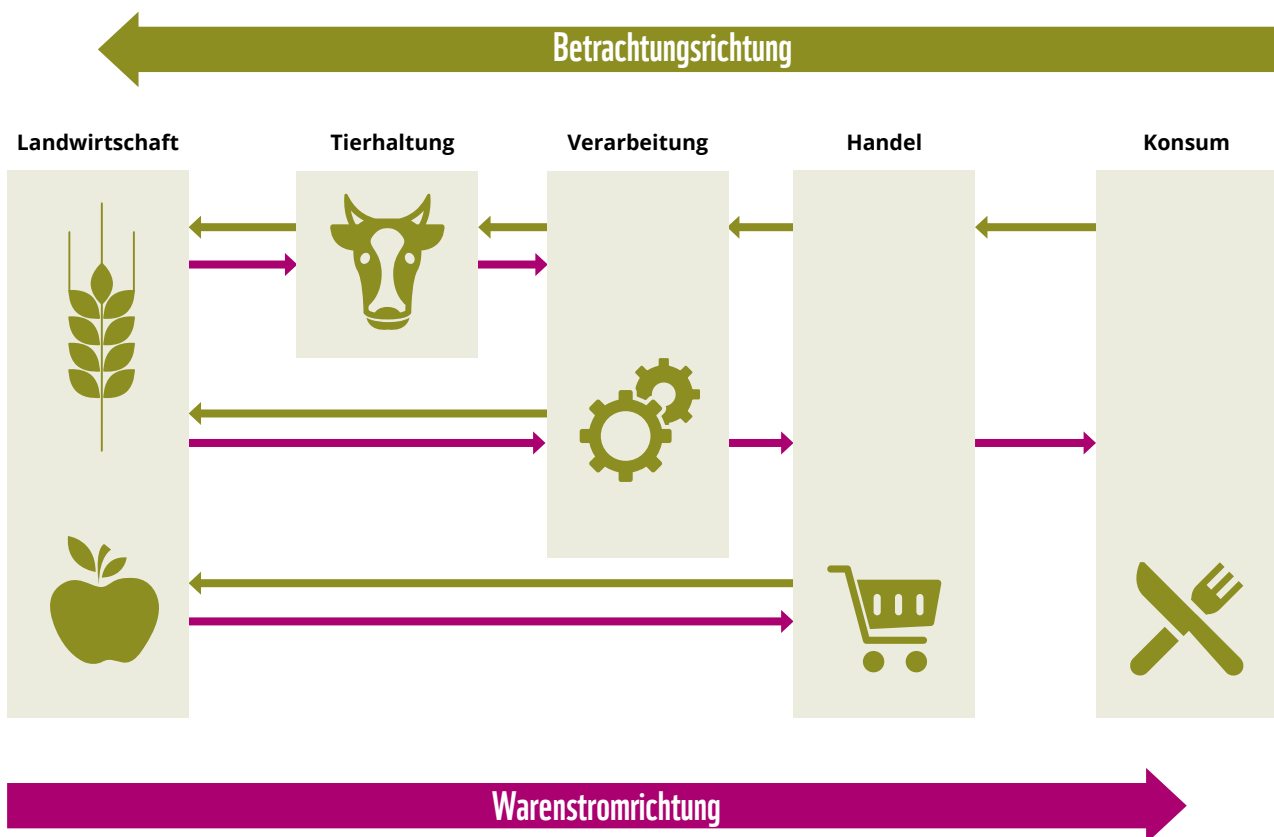 Betrachtungsrichtung
Landwirtschaft
Tierhaltung
Verarbeitung
Handel
Konsum
Warenstromrichtung